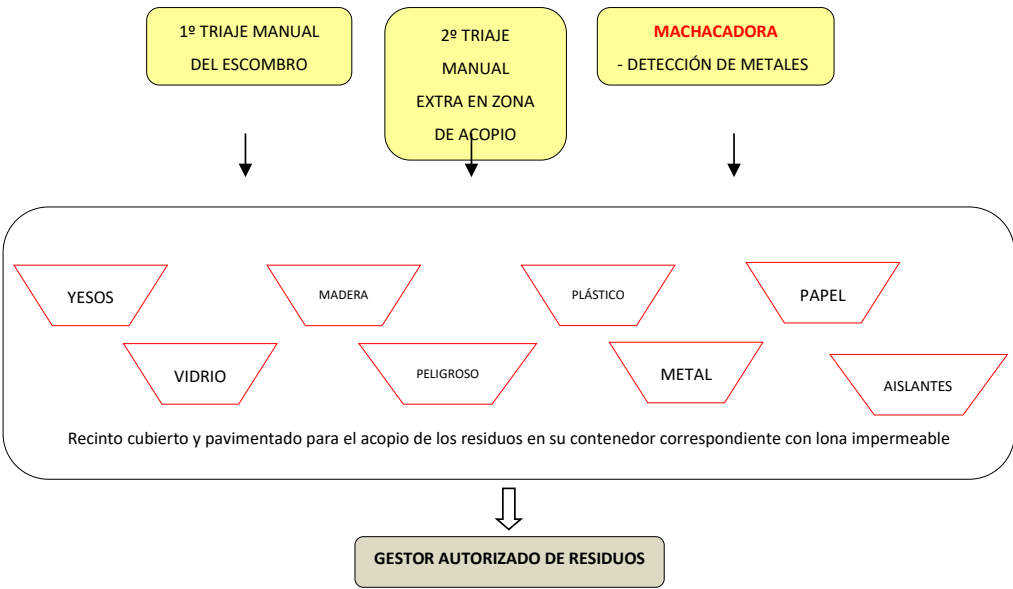 1º TRIAJE MANUAL
DEL ESCOMBRO
2º TRIAJE
MANUAL
EXTRA EN ZONA
DE ACOPIO
MACHACADORA
- DETECCIÓN DE METALES
YESOS
MADERA
PLÁSTICO
PAPEL
VIDRIO
PELIGROSO
METAL
AISLANTES
Recinto cubierto y pavimentado para el acopio de los residuos en su contenedor correspondiente con lona impermeable
GESTOR AUTORIZADO DE RESIDUOS